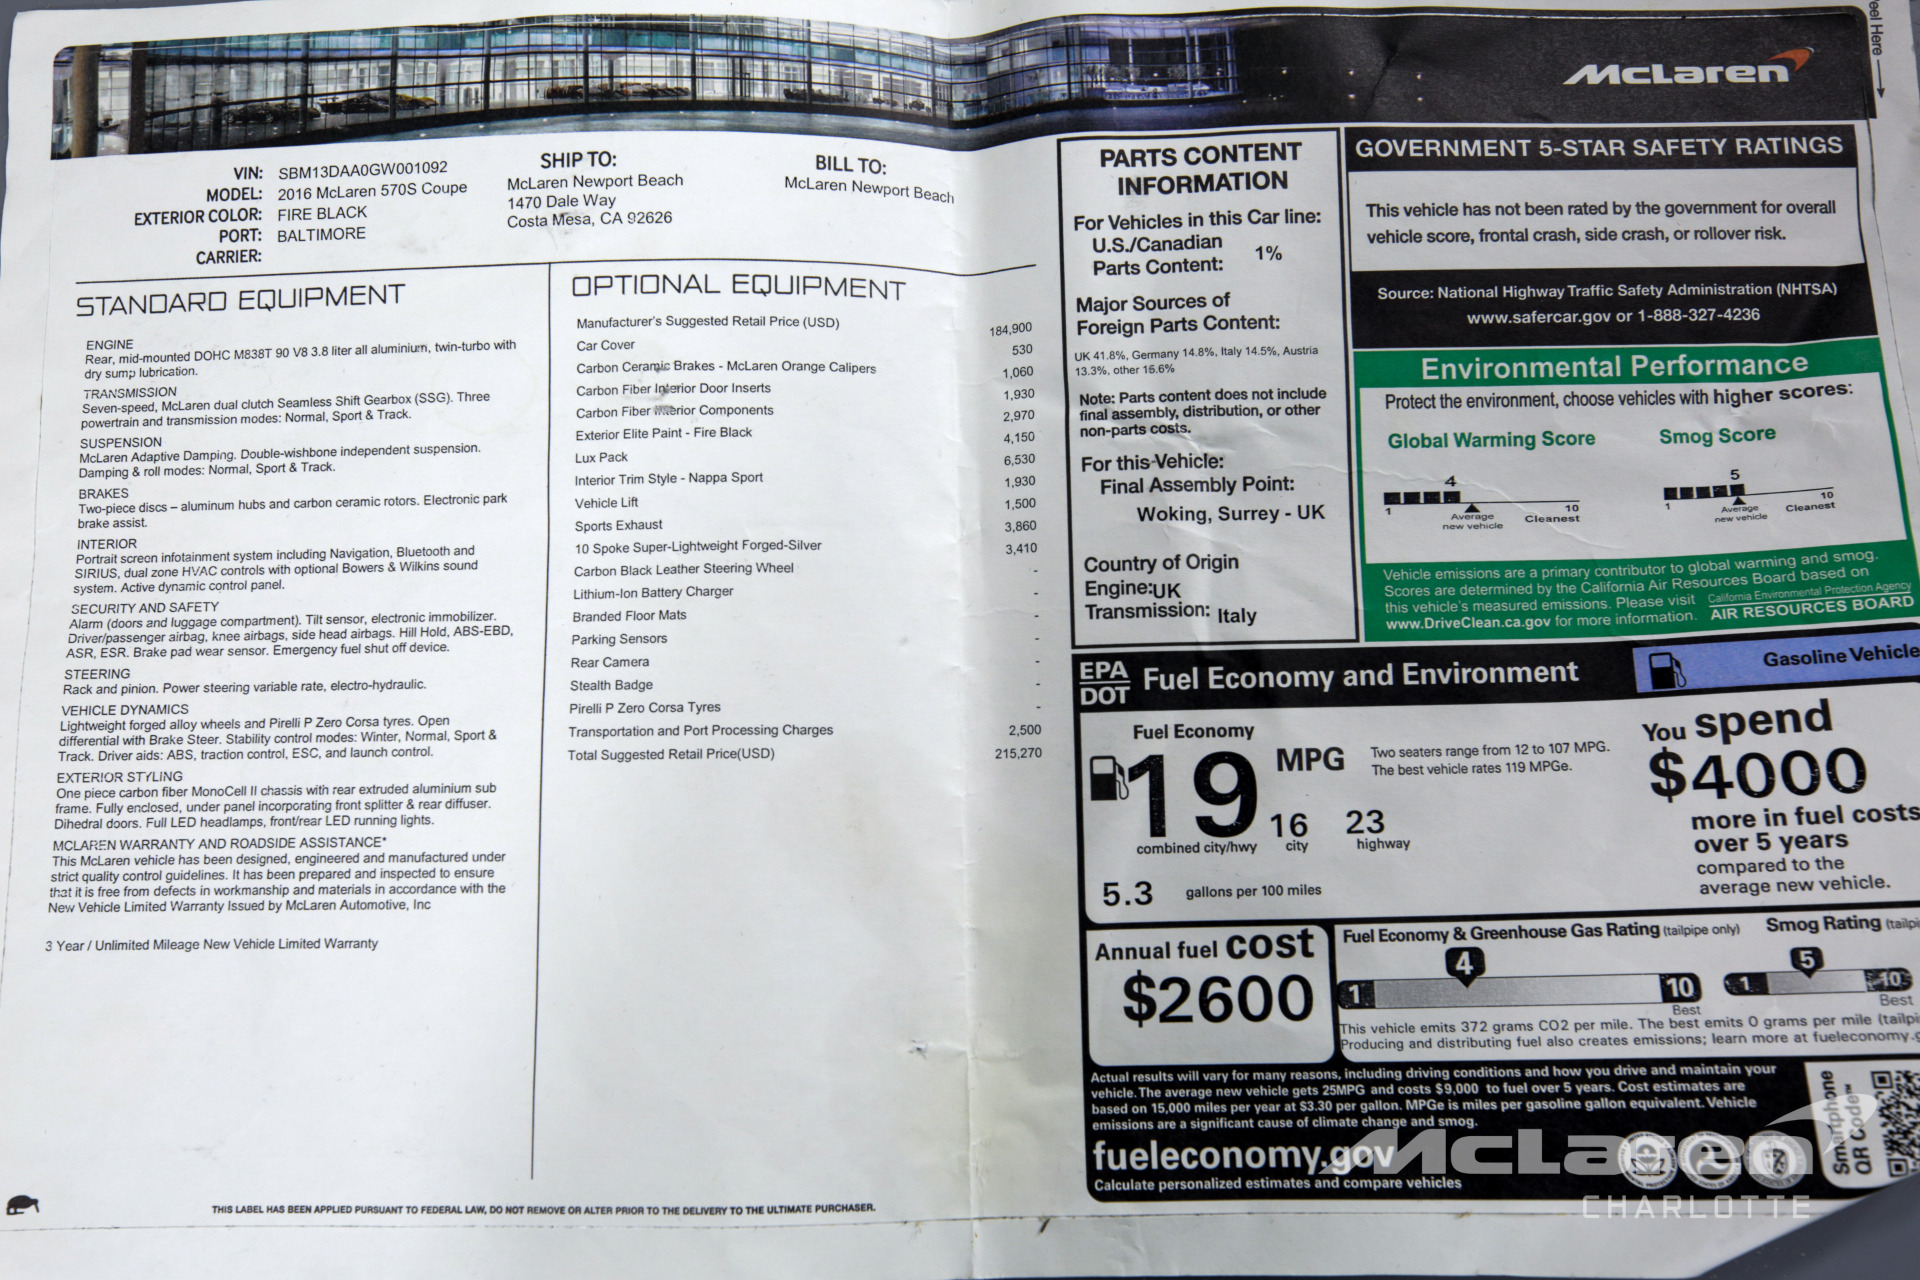 McLaren
eel Here
VIN: SBM13DAA0GW001092
MODEL: 2016 McLaren 570S Coupe
EXTERIOR COLOR: FIRE BLACK
PORT: BALTIMORE
CARRIER:
SHIP TO:
McLaren Newport Beach
1470 Dale Way
Costa Mesa, CA 92626
BILL TO:
McLaren Newport Beach
STANDARD EQUIPMENT
ENGINE
Rear, mid-mounted DOHC M838T 90 V8 3.8 liter all aluminium, twin-turbo with
dry sump lubrication.
TRANSMISSION
Seven-speed, McLaren dual clutch Seamless Shift Gearbox (SSG). Three
powertrain and transmission modes: Normal, Sport & Track.
SUSPENSION
McLaren Adaptive Damping. Double-wishbone independent suspension.
Damping & roll modes: Normal, Sport & Track.
BRAKES
Two-piece discs – aluminum hubs and carbon ceramic rotors. Electronic park
brake assist.
INTERIOR
Portrait screen infotainment system including Navigation, Bluetooth and
SIRIUS, dual zone HVAC controls with optional Bowers & Wilkins sound
system. Active dynamic control panel.
SECURITY AND SAFETY
Alarm (doors and luggage compartment). Tilt sensor, electronic immobilizer.
Driver/passenger airbag, knee airbags, side head airbags. Hill Hold, ABS-EBD,
ASR, ESR. Brake pad wear sensor. Emergency fuel shut off device.
STEERING
Rack and pinion. Power steering variable rate, electro-hydraulic.
VEHICLE DYNAMICS
Lightweight forged alloy wheels and Pirelli P Zero Corsa tyres. Open
differential with Brake Steer. Stability control modes: Winter, Normal, Sport &
Track. Driver aids: ABS, traction control, ESC, and launch control.
EXTERIOR STYLING
One piece carbon fiber MonoCell II chassis with rear extruded aluminium sub
frame. Fully enclosed, under panel incorporating front splitter & rear diffuser.
Dihedral doors. Full LED headlamps, front/rear LED running lights.
MCLAREN WARRANTY AND ROADSIDE ASSISTANCE*
This McLaren vehicle has been designed, engineered and manufactured under
strict quality control guidelines. It has been prepared and inspected to ensure
that it is free from defects in workmanship and materials in accordance with the
New Vehicle Limited Warranty Issued by McLaren Automotive, Inc
3 Year / Unlimited Mileage New Vehicle Limited Warranty
OPTIONAL EQUIPMENT
Manufacturer's Suggested Retail Price (USD) 184,900
Car Cover 530
Carbon Ceramic Brakes - McLaren Orange Calipers 1,060
Carbon Fiber Interior Door Inserts 1,930
Carbon Fiber Interior Components 2,970
Exterior Elite Paint - Fire Black 4,150
Lux Pack 6,530
Interior Trim Style - Nappa Sport 1,930
Vehicle Lift 1,500
Sports Exhaust 3,860
10 Spoke Super-Lightweight Forged-Silver 3,410
Carbon Black Leather Steering Wheel -
Lithium-Ion Battery Charger -
Branded Floor Mats -
Parking Sensors -
Rear Camera -
Stealth Badge -
Pirelli P Zero Corsa Tyres -
Transportation and Port Processing Charges 2,500
Total Suggested Retail Price(USD) 215,270
THIS LABEL HAS BEEN APPLIED PURSUANT TO FEDERAL LAW, DO NOT REMOVE OR ALTER PRIOR TO THE DELIVERY TO THE ULTIMATE PURCHASER.
PARTS CONTENT
INFORMATION
For Vehicles in this Car line:
U.S./Canadian
Parts Content: 1%
Major Sources of
Foreign Parts Content:
UK 41.8%, Germany 14.8%, Italy 14.5%, Austria
13.3%, other 15.6%
Note: Parts content does not include
final assembly, distribution, or other
non-parts costs.
For this Vehicle:
Final Assembly Point:
Woking, Surrey - UK
Country of Origin
Engine:UK
Transmission: Italy
GOVERNMENT 5-STAR SAFETY RATINGS
This vehicle has not been rated by the government for overall
vehicle score, frontal crash, side crash, or rollover risk.
Source: National Highway Traffic Safety Administration (NHTSA)
www.safercar.gov or 1-888-327-4236
Environmental Performance
Protect the environment, choose vehicles with higher scores:
Global Warming Score
4
1 10
Average
new vehicle
Cleanest
Smog Score
5
1 10
Average
new vehicle
Cleanest
Vehicle emissions are a primary contributor to global warming and smog.
Scores are determined by the California Air Resources Board based on
this vehicle's measured emissions. Please visit
www.DriveClean.ca.gov for more information.
California Environmental Protection Agency
AIR RESOURCES BOARD
EPA
DOT
Fuel Economy and Environment
Gasoline Vehicle
Fuel Economy
19 MPG
combined city/hwy
16
city
23
highway
5.3 gallons per 100 miles
Two seaters range from 12 to 107 MPG.
The best vehicle rates 119 MPGe.
You spend
$4000
more in fuel costs
over 5 years
compared to the
average new vehicle.
Annual fuel cost
$2600
Fuel Economy & Greenhouse Gas Rating (tailpipe only)
1 4 10
Best
Smog Rating (tailpi
1 5 10
Best
This vehicle emits 372 grams CO2 per mile. The best emits 0 grams per mile (tailpi
Producing and distributing fuel also creates emissions; learn more at fueleconomy.g
Actual results will vary for many reasons, including driving conditions and how you drive and maintain your
vehicle. The average new vehicle gets 25MPG and costs $9,000 to fuel over 5 years. Cost estimates are
based on 15,000 miles per year at $3.30 per gallon. MPGe is miles per gasoline gallon equivalent. Vehicle
emissions are a significant cause of climate change and smog.
fueleconomy.gov
Calculate personalized estimates and compare vehicles
Smartphone
QR Code™
McLaren
CHARLOTTE